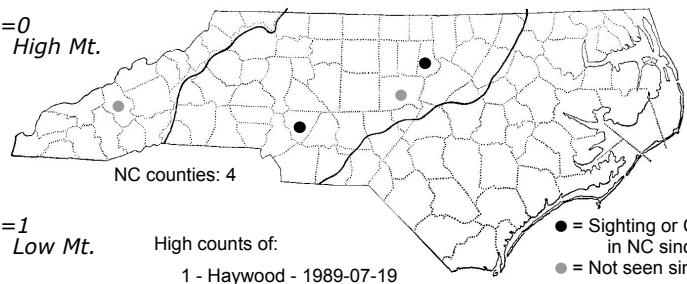 =0
High Mt.
NC counties: 4
=1
Low Mt.
High counts of:
1 - Haywood - 1989-07-19
● = Sighting or
in NC sinc
● = Not seen sin